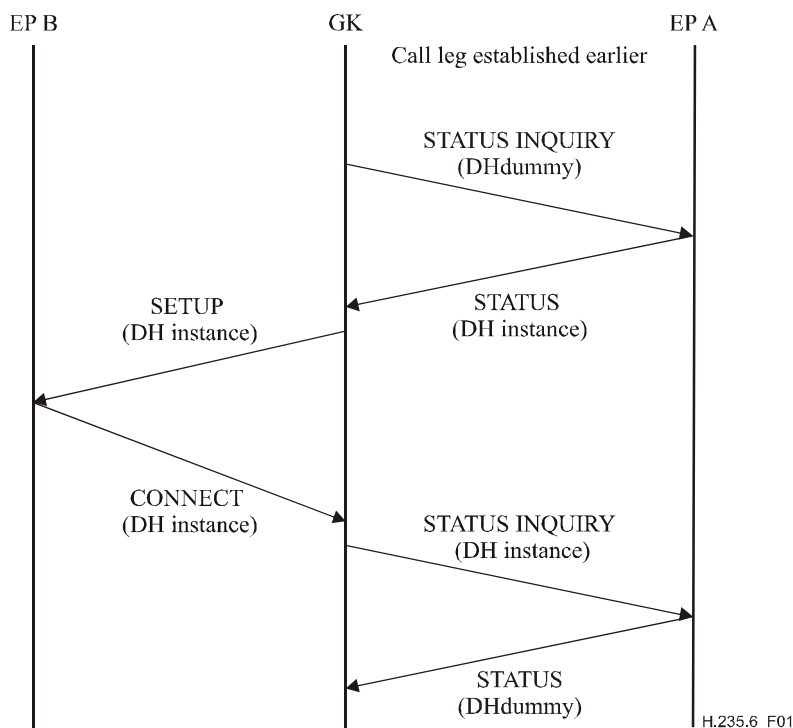 EP B
GK
EP A
Call leg established earlier
STATUS INQUIRY
(DHdummy)
SETUP
(DH instance)
STATUS
(DH instance)
CONNECT
(DH instance)
STATUS INQUIRY
(DH instance)
STATUS
(DHdummy)
H.235.6_F01